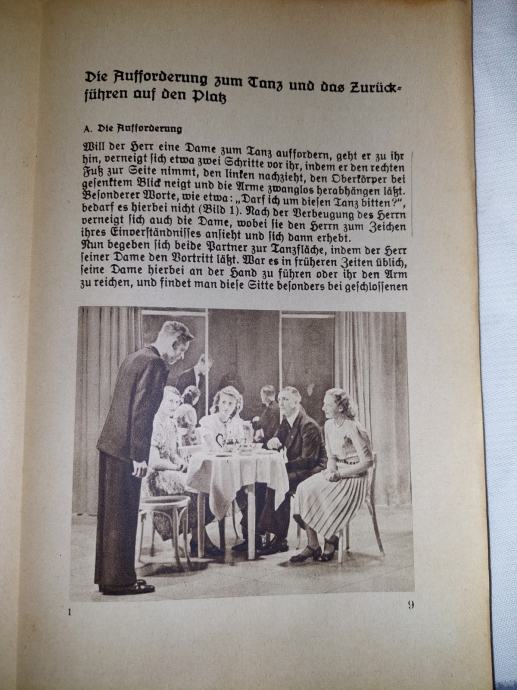 Die Aufforderung zum Tanz und das Zurück-
führen auf den Platz
A. Die Aufforderung
Will der Herr eine Dame zum Tanz auffordern, geht er zu ihr
hin, verneigt sich etwa zwei Schritte vor ihr, indem er den rechten
Fuß zur Seite nimmt, den linken nachzieht, den Oberkörper bei
gesenktem Blick neigt und die Arme zwanglos herabhängen läßt.
Besonderer Worte, wie etwa: „Darf ich um diesen Tanz bitten?",
bedarf es hierbei nicht (Bild 1). Nach der Verbeugung des Herrn
verneigt sich auch die Dame, wobei sie den Herrn zum Zeichen
ihres Einverständnisses ansieht und sich dann erhebt.
Nun begeben sich beide Partner zur Tanzfläche, indem der Herr
seiner Dame den Vortritt läßt. War es in früheren Zeiten üblich,
seine Dame hierbei an der Hand zu führen oder ihr den Arm
zu reichen, und findet man diese Sitte besonders bei geschlossenen
1
9